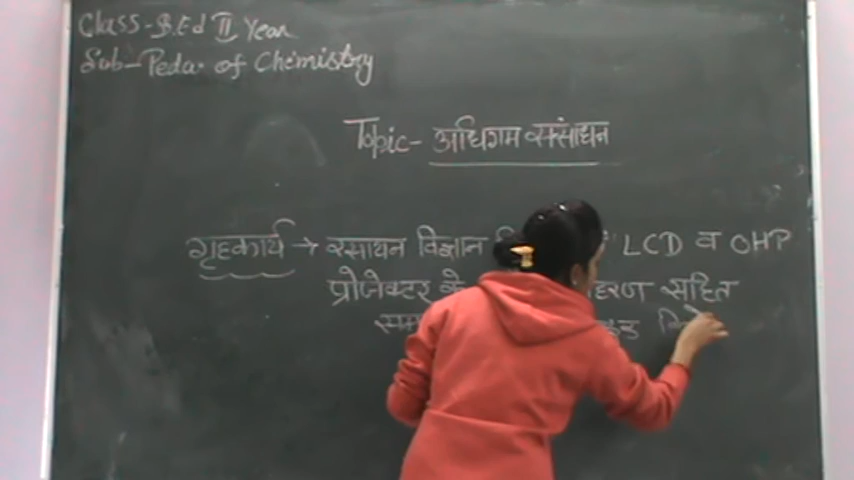 Class - B.Ed II Year
Sub - Peda. of Chemistry
Topic - अधिगम संसाधन
गृहकार्य → रसायन विज्ञान LCD व OHP
प्रोजेक्टर के सहित